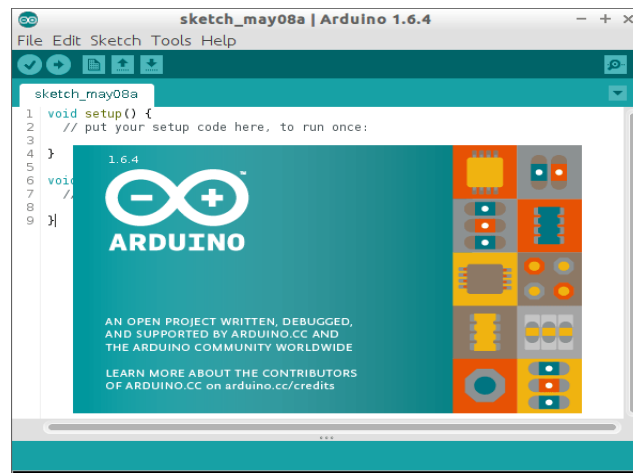 sketch_may08a | Arduino 1.6.4
File Edit Sketch Tools Help
sketch_may08a
1 void setup() {
2 // put your setup code here, to run once:
3
4 }
5
6 voi
7 //
8
9 }
1.6.4
TM
ARDUINO
AN OPEN PROJECT WRITTEN, DEBUGGED,
AND SUPPORTED BY ARDUINO.CC AND
THE ARDUINO COMMUNITY WORLDWIDE
LEARN MORE ABOUT THE CONTRIBUTORS
OF ARDUINO.CC on arduino.cc/credits